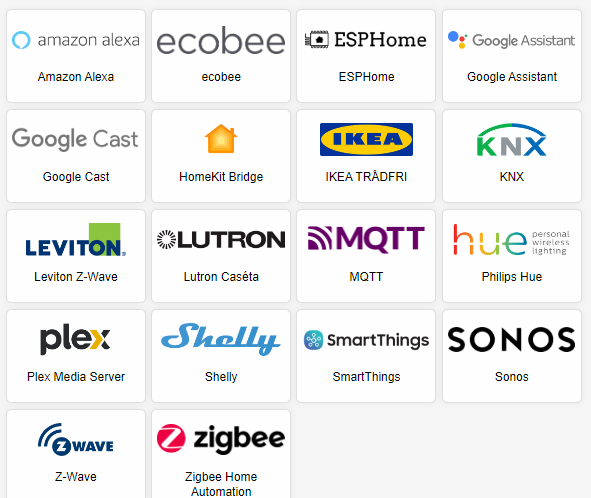 amazon alexa
Amazon Alexa
ecobee
ecobee
ESPHome
ESPHome
Google Assistant
Google Assistant
Google Cast
Google Cast
HomeKit Bridge
IKEA
IKEA TRÅDFRI
KNX
KNX
LEVITON®
Leviton Z-Wave
LUTRON
Lutron Caséta
MQTT
MQTT
hue personal
wireless
lighting
Philips Hue
plex
Plex Media Server
Shelly
Shelly
SmartThings
SmartThings
SONOS
Sonos
Z WAVE
Z-Wave
zigbee
Zigbee Home
Automation